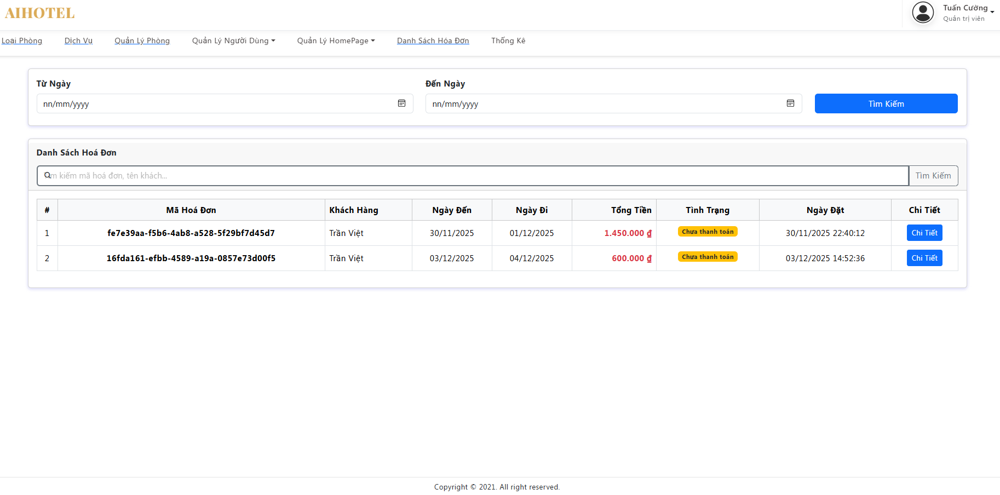 AIHOTEL
Tuấn Cường
Quản trị viên
Loại Phòng Dịch Vụ Quản Lý Phòng Quản Lý Người Dùng Quản Lý HomePage Danh Sách Hóa Đơn Thống Kê
Từ Ngày Đến Ngày
nn/mm/yyyy nn/mm/yyyy Tìm Kiếm
Danh Sách Hoá Đơn
Tìm kiếm mã hoá đơn, tên khách... Tìm Kiếm
# Mã Hoá Đơn Khách Hàng Ngày Đến Ngày Đi Tổng Tiền Tình Trạng Ngày Đặt Chi Tiết
1 fe7e39aa-f5b6-4ab8-a528-5f29bf7d45d7 Trần Việt 30/11/2025 01/12/2025 1.450.000 ₫ Chưa thanh toán 30/11/2025 22:40:12 Chi Tiết
2 16fda161-efbb-4589-a19a-0857e73d00f5 Trần Việt 03/12/2025 04/12/2025 600.000 ₫ Chưa thanh toán 03/12/2025 14:52:36 Chi Tiết
Copyright © 2021. All right reserved.